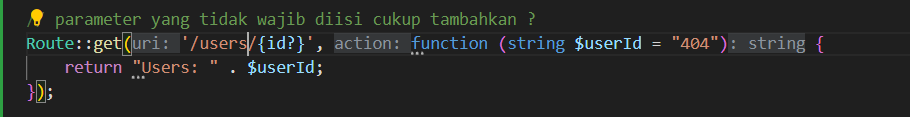 // parameter yang tidak wajib diisi cukup tambahkan ?
Route::get(uri: '/users/{id?}', action: function (string $userId = "404"): string {
    return "Users: " . $userId;
});